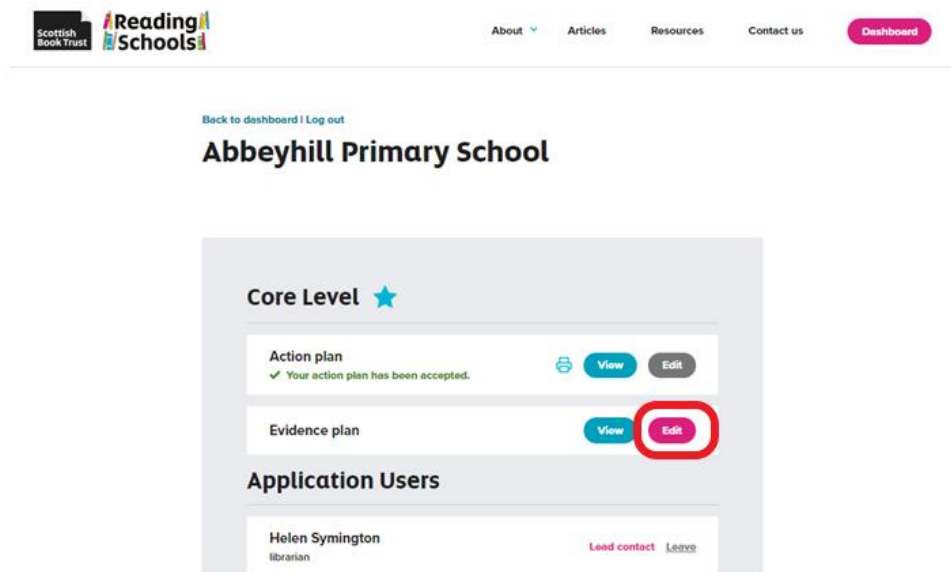 Scottish
Book Trust
Reading
Schools
About Articles Resources Contact us Dashboard
Back to dashboard | Log out
Abbeyhill Primary School
Core Level
Action plan
Your action plan has been accepted.
View Edit
Evidence plan View Edit
Application Users
Helen Symington
librarian
Lead contact Leave